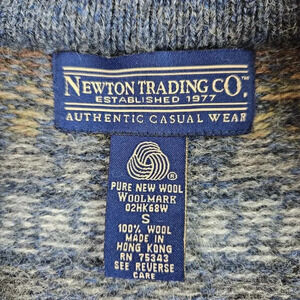 NEWTON TRADING CO.™
ESTABLISHED 1977
AUTHENTIC CASUAL WEAR
PURE NEW WOOL
WOOLMARK
02HK68W
S
100% WOOL
MADE IN
HONG KONG
RN 75343
SEE REVERSE
CARE